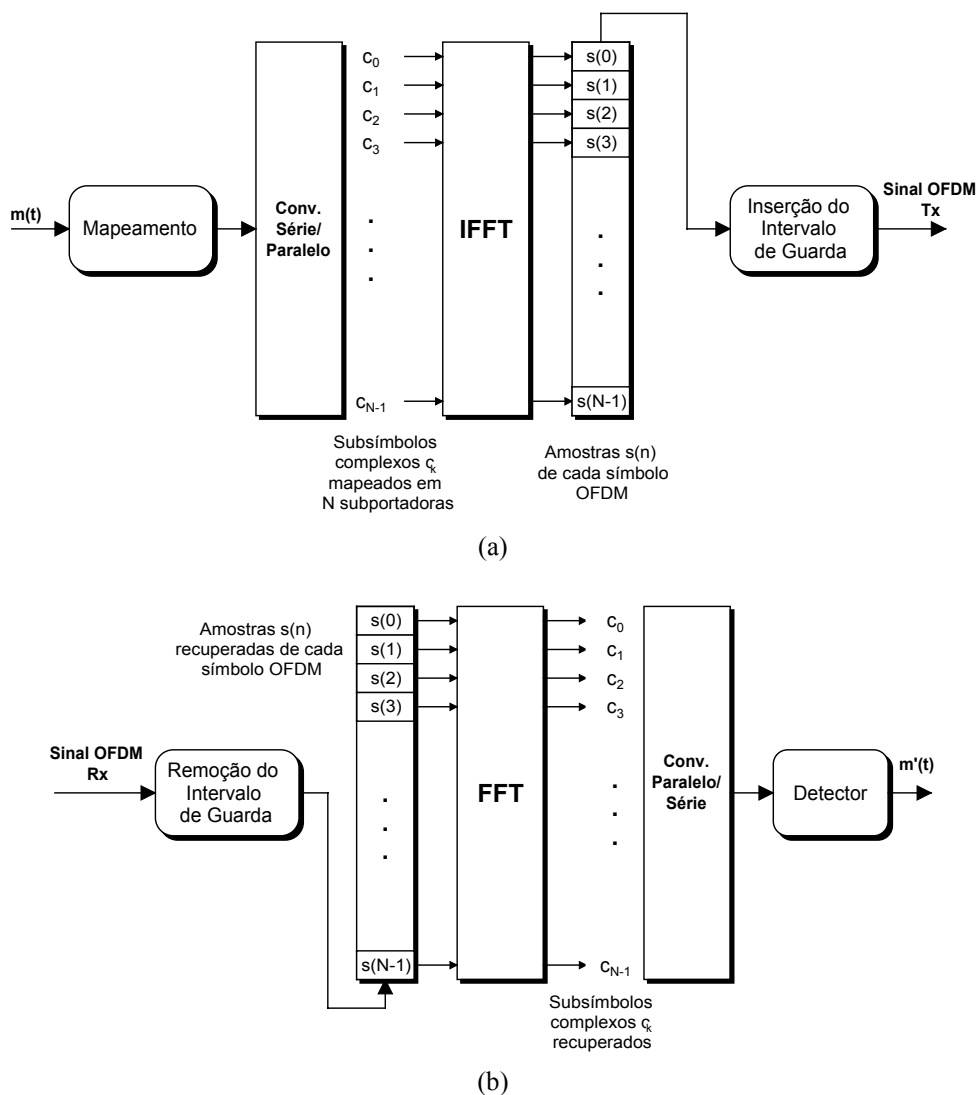 m(t)
Mapeamento
Conv.
Série/
Paralelo
c0
c1
c2
c3
.
.
.
cN-1
Subsímbolos
complexos ck
mapeados em
N subportadoras
IFFT
s(0)
s(1)
s(2)
s(3)
.
.
.
s(N-1)
Amostras s(n)
de cada símbolo
OFDM
Inserção do
Intervalo
de Guarda
Sinal OFDM
Tx
(a)
Sinal OFDM
Rx
Remoção do
Intervalo
de Guarda
Amostras s(n)
recuperadas de cada
símbolo OFDM
s(0)
s(1)
s(2)
s(3)
.
.
.
s(N-1)
FFT
c0
c1
c2
c3
.
.
.
cN-1
Subsímbolos
complexos ck
recuperados
Conv.
Paralelo/
Série
Detector
m'(t)
(b)